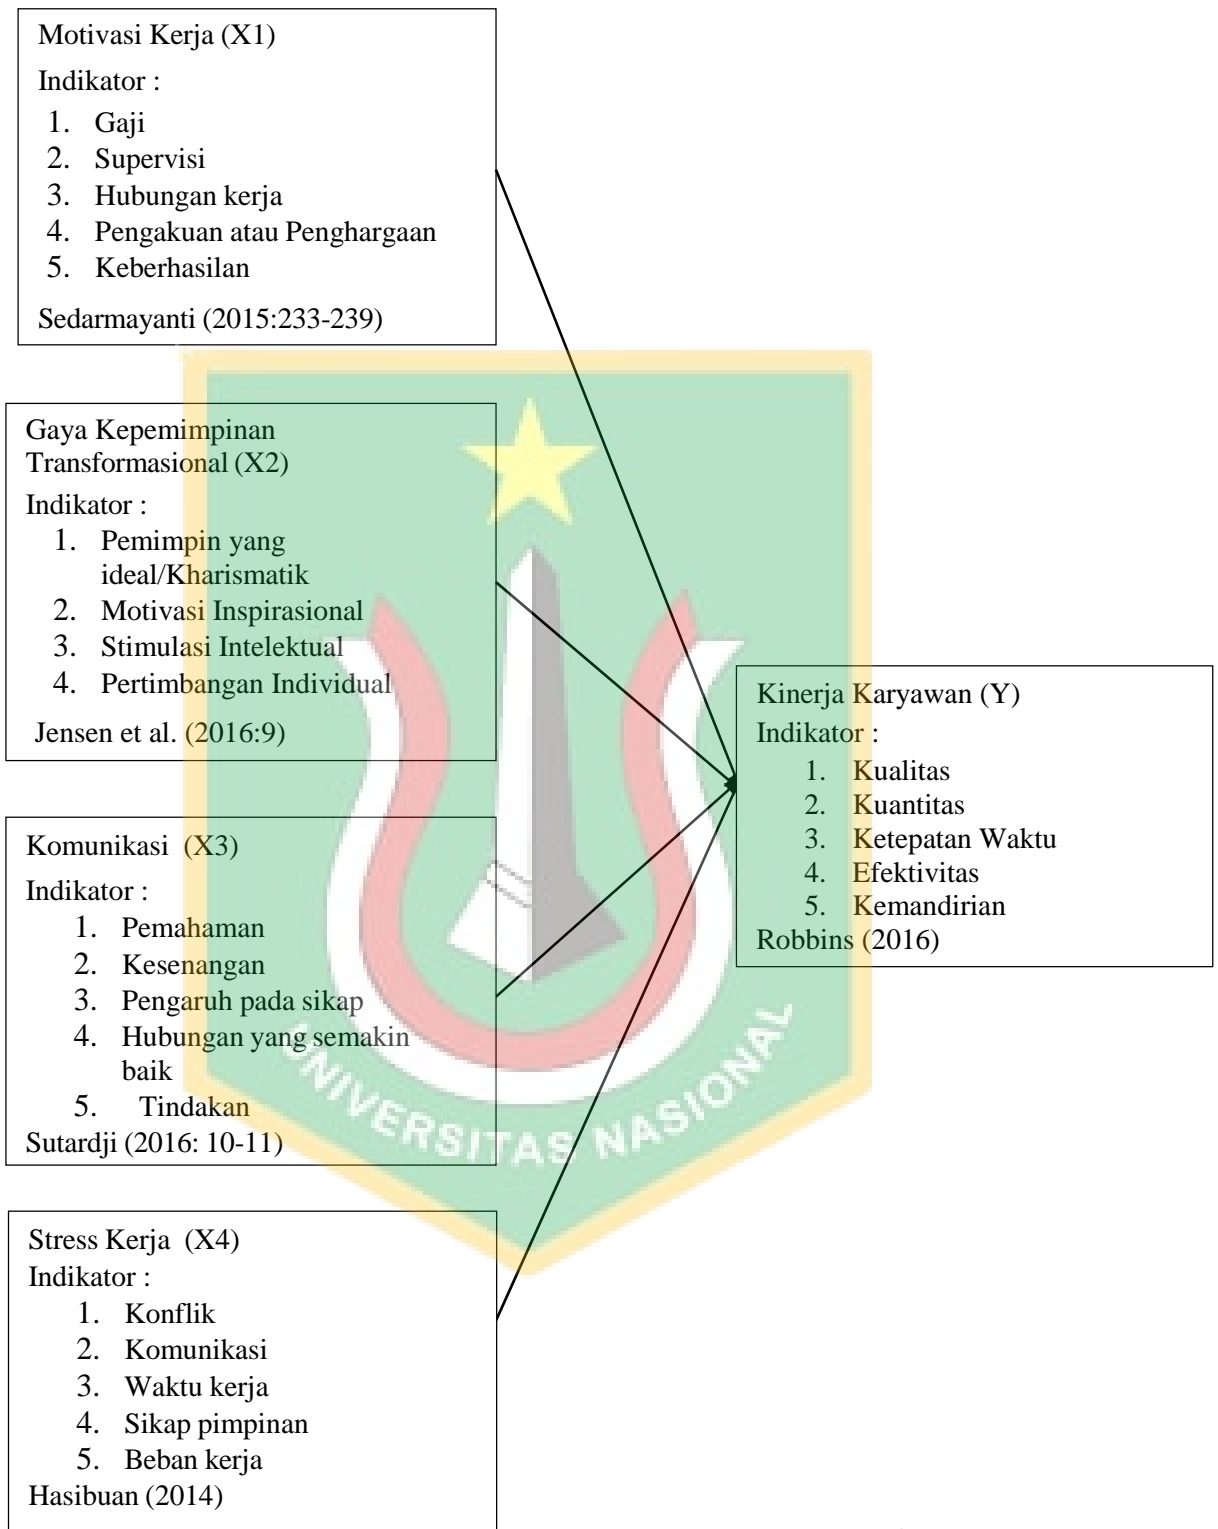 Motivasi Kerja (X1)
Indikator :
1. Gaji
2. Supervisi
3. Hubungan kerja
4. Pengakuan atau Penghargaan
5. Keberhasilan
Sedarmayanti (2015:233-239)
Gaya Kepemimpinan
Transformasional (X2)
Indikator :
1. Pemimpin yang
ideal/Kharismatik
2. Motivasi Inspirasional
3. Stimulasi Intelektual
4. Pertimbangan Individual
Jensen et al. (2016:9)
Komunikasi (X3)
Indikator :
1. Pemahaman
2. Kesenangan
3. Pengaruh pada sikap
4. Hubungan yang semakin
baik
5. Tindakan
Sutardji (2016: 10-11)
Stress Kerja (X4)
Indikator :
1. Konflik
2. Komunikasi
3. Waktu kerja
4. Sikap pimpinan
5. Beban kerja
Hasibuan (2014)
Kinerja Karyawan (Y)
Indikator :
1. Kualitas
2. Kuantitas
3. Ketepatan Waktu
4. Efektivitas
5. Kemandirian
Robbins (2016)
UNIVERSITAS NASIONAL